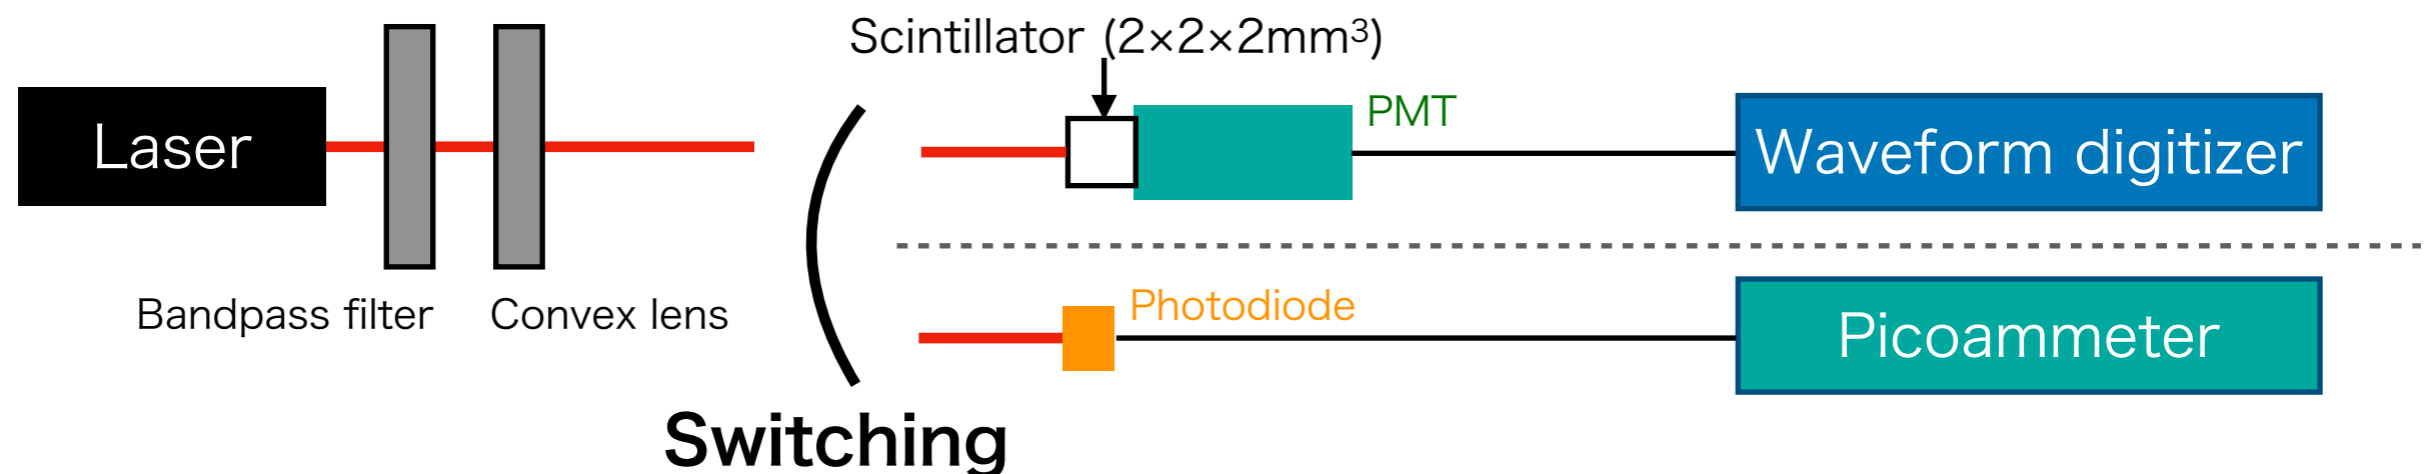 Scintillator (2×2×2mm³)
Laser
PMT
Waveform digitizer
Bandpass filter
Convex lens
Photodiode
Picoammeter
Switching